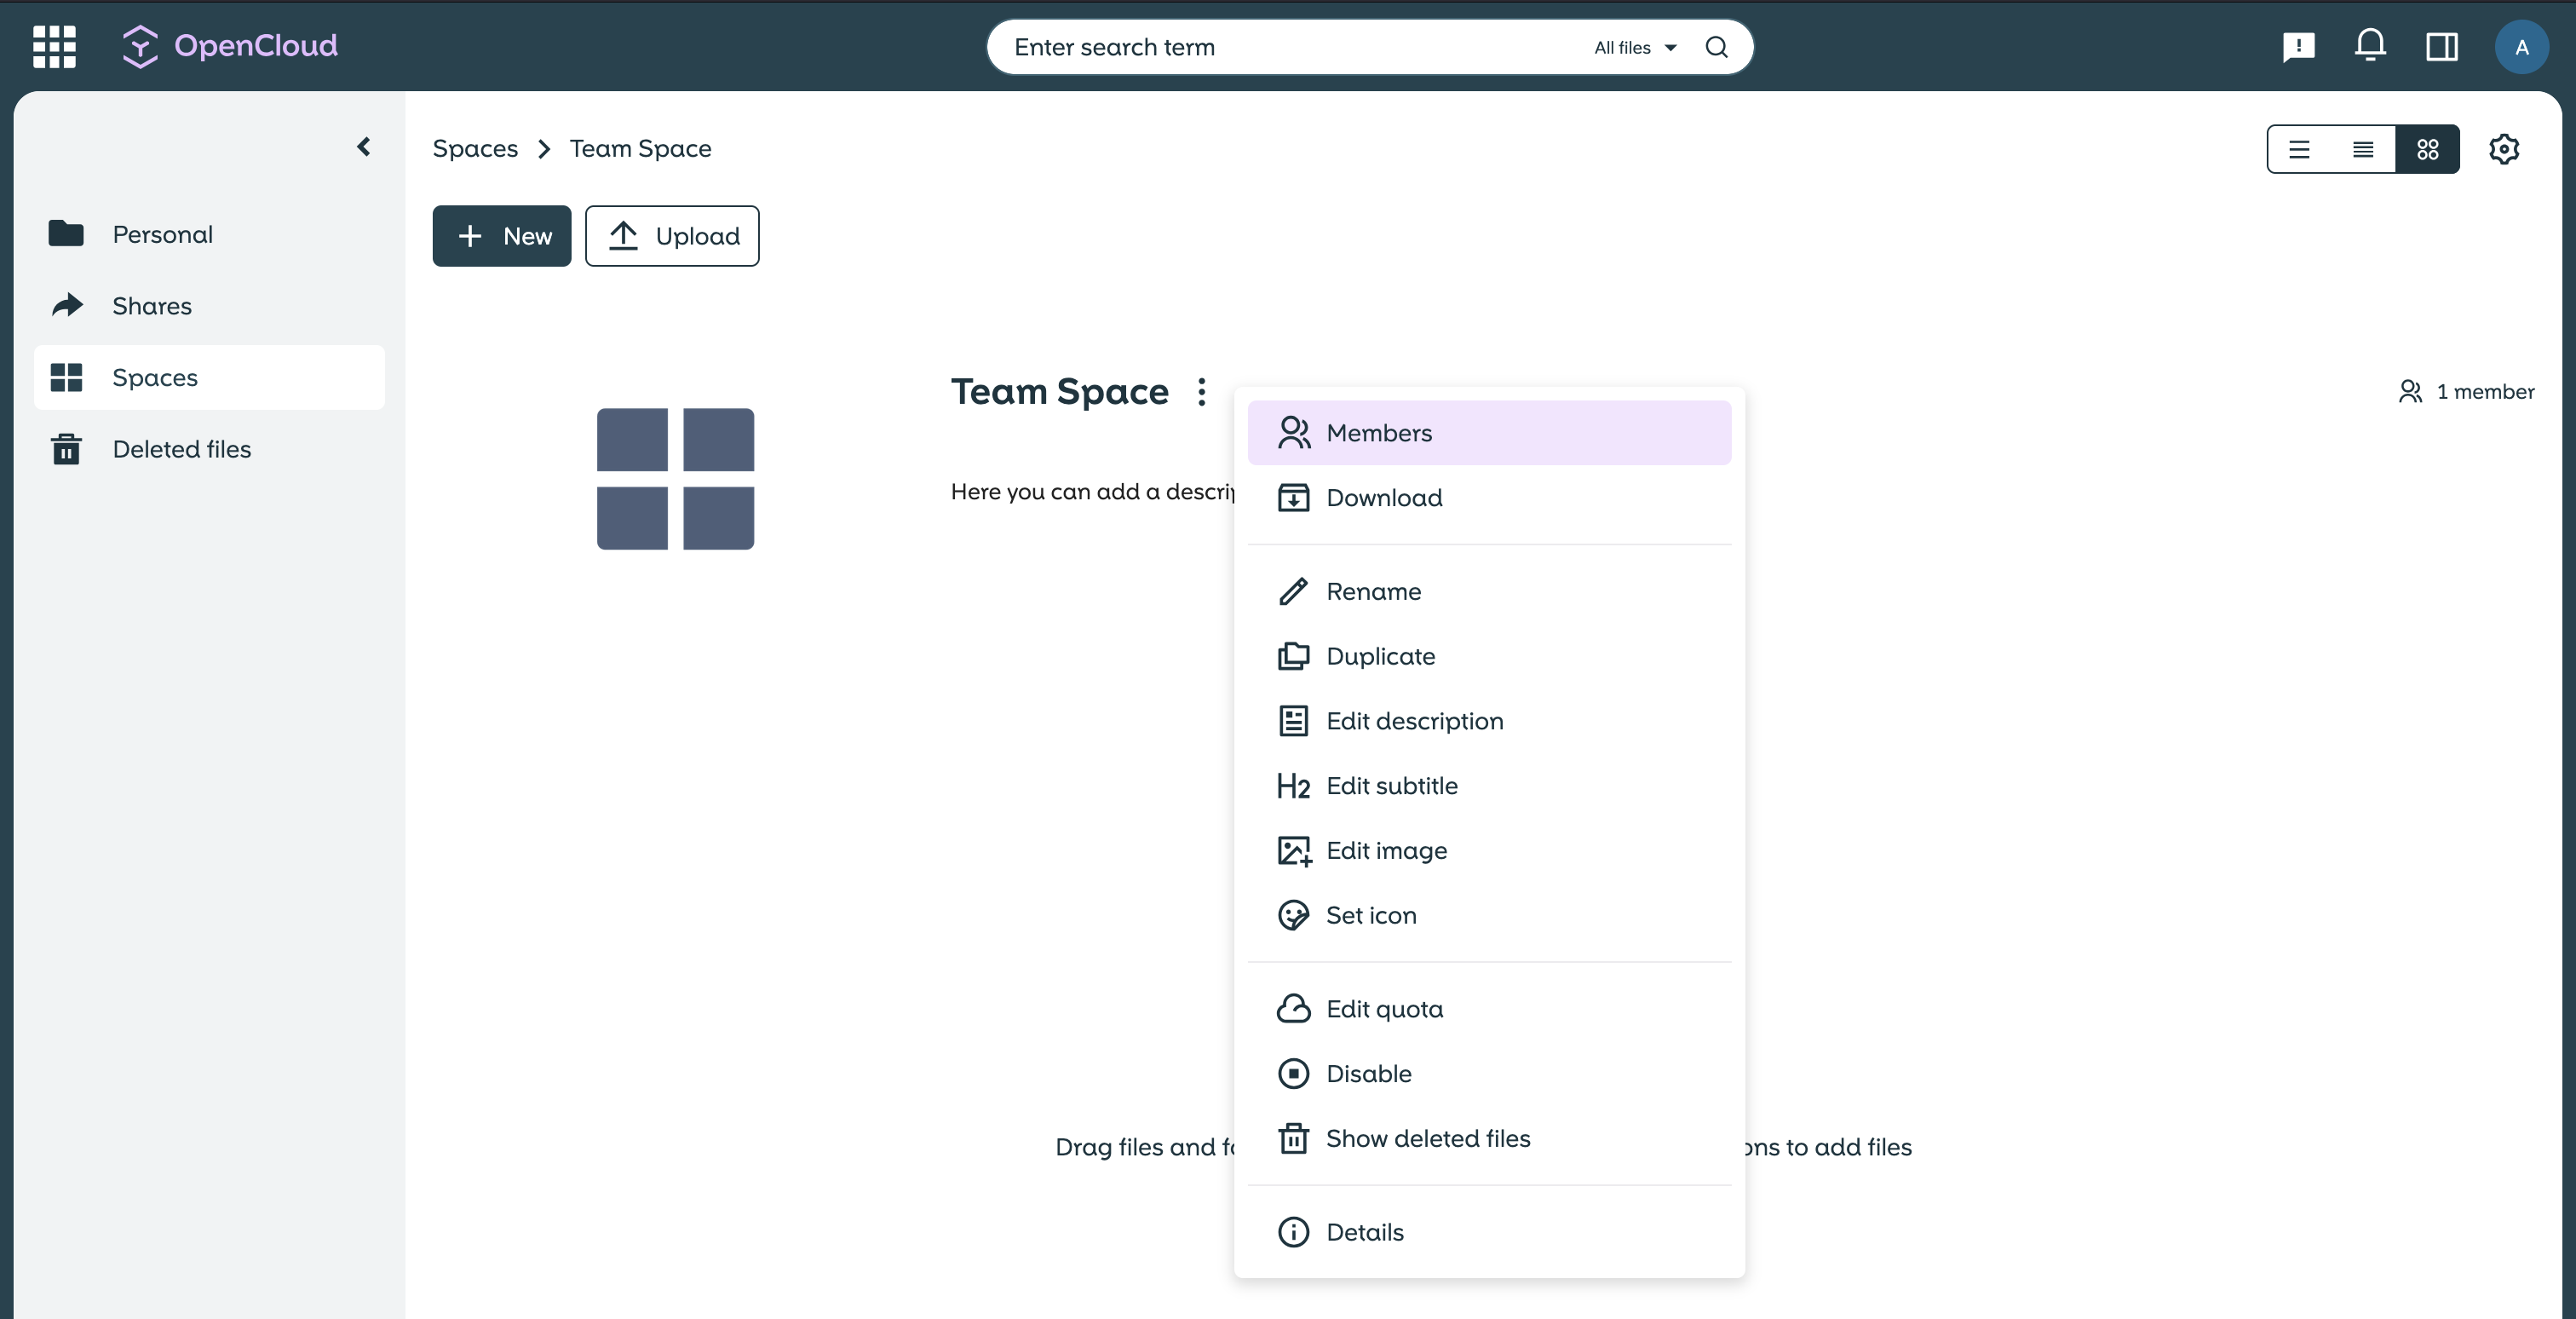 OpenCloud
Enter search term
All files
A
Spaces > Team Space
New
Upload
Personal
Shares
Spaces
Deleted files
Team Space
1 member
Here you can add a
Members
Download
Rename
Duplicate
Edit description
H2 Edit subtitle
Edit image
Set icon
Edit quota
Disable
Show deleted files
Drag files and
to add files
Details